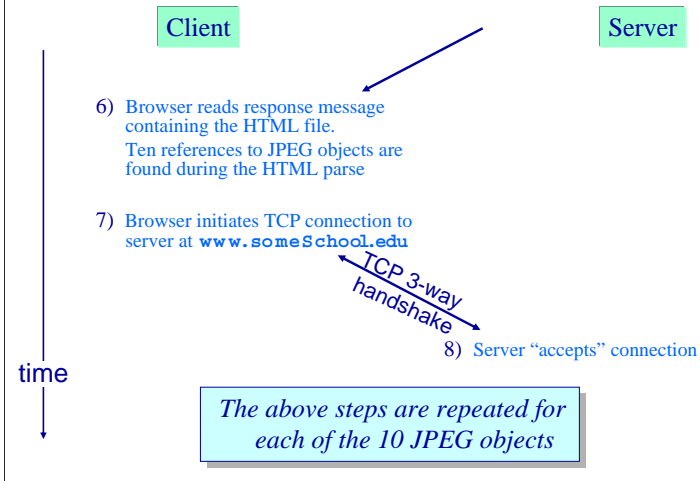 Client
Server
6) Browser reads response message
containing the HTML file.
Ten references to JPEG objects are
found during the HTML parse
7) Browser initiates TCP connection to
server at www.someSchool.edu
TCP 3-way
handshake
8) Server “accepts” connection
time
The above steps are repeated for
each of the 10 JPEG objects